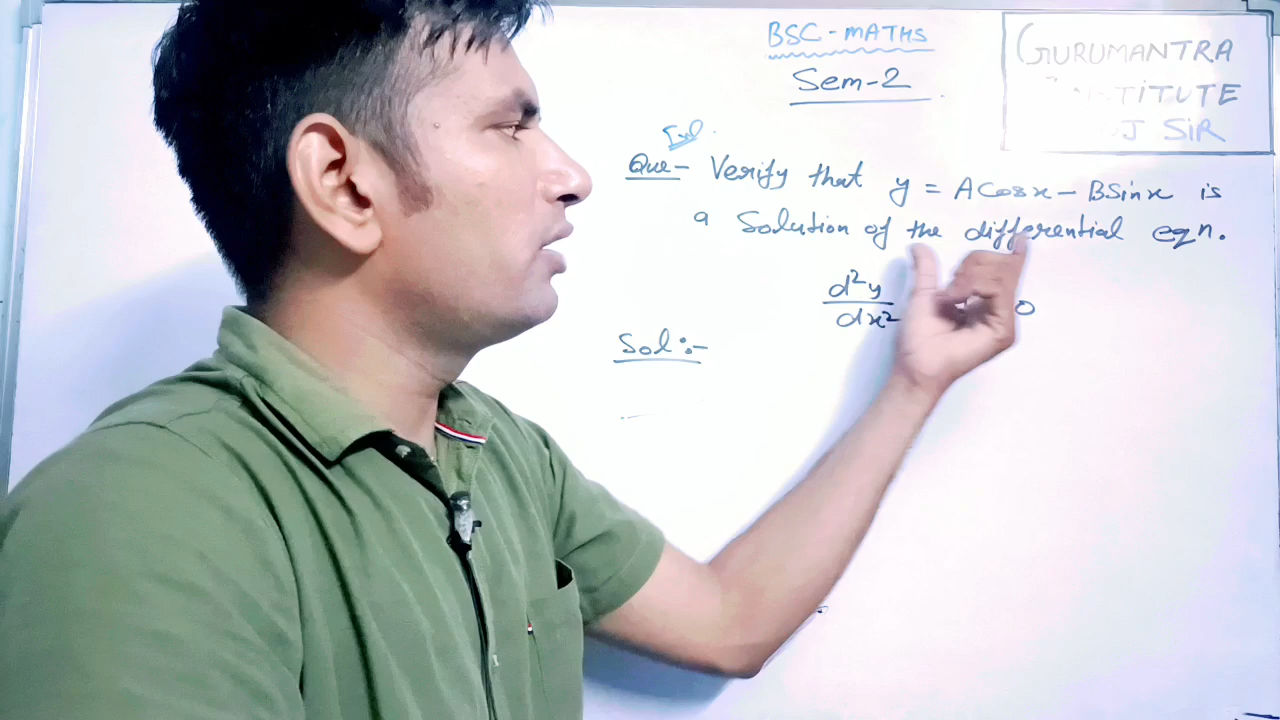 BSC-MATHS
Sem-2
GURUMANTRA
TITUTE
J SIR
Que- Verify that y = ACosx - BSinx is
a Solution of the differential eqn.
d²y
dx²
0
Sol:-